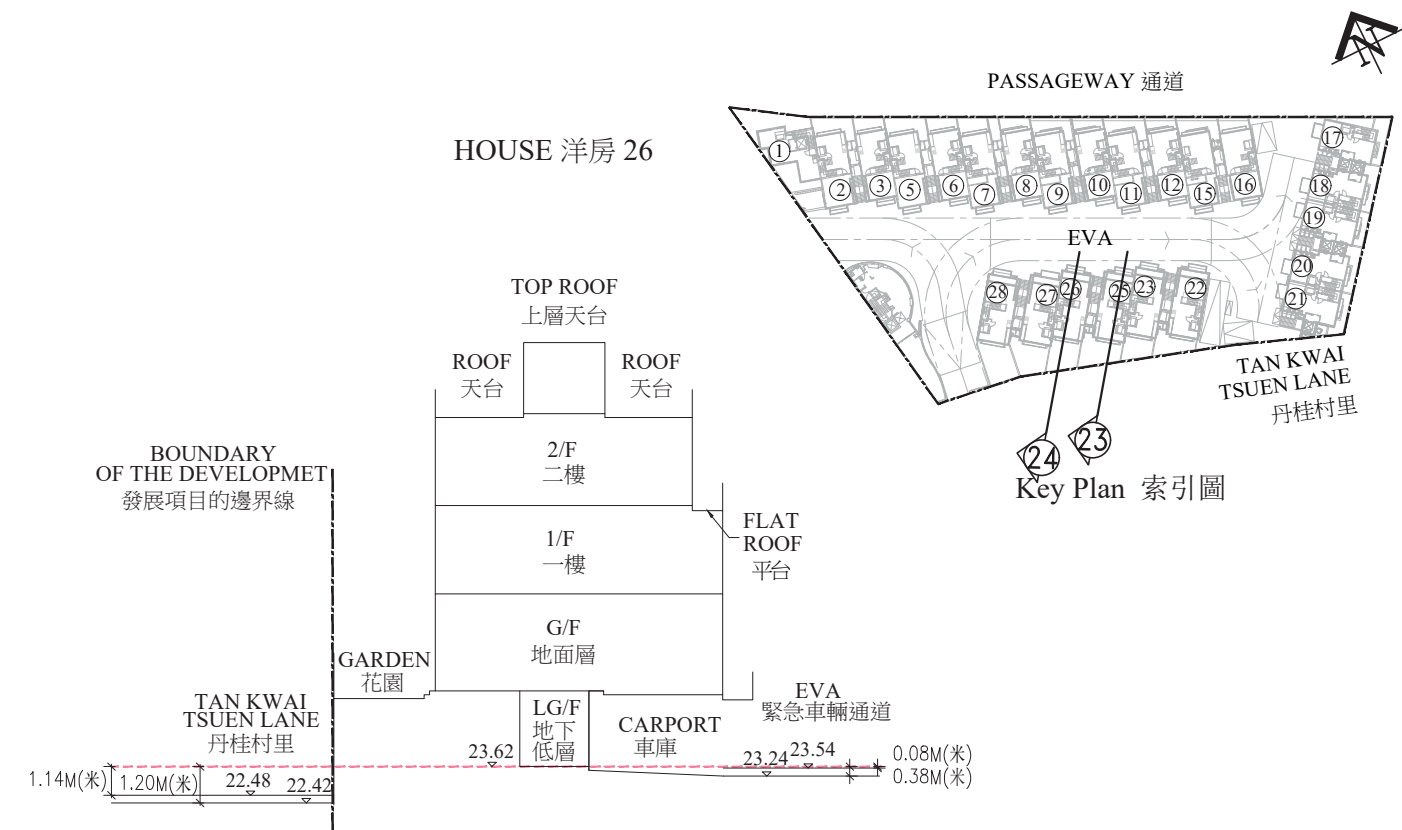 PASSAGEWAY 通道
HOUSE 洋房 26
N
1
2
3
5
6
7
8
9
10
11
12
15
16
17
18
19
20
21
EVA
28
27
26
25
23
22
TAN KWAI
TSUEN LANE
丹桂村里
24
23
Key Plan 索引圖
TOP ROOF
上層天台
ROOF
天台
ROOF
天台
2/F
二樓
BOUNDARY
OF THE DEVELOPMET
發展項目的邊界線
1/F
一樓
FLAT
ROOF
平台
G/F
地面層
GARDEN
花園
TAN KWAI
TSUEN LANE
丹桂村里
LG/F
地下
低層
CARPORT
車庫
EVA
緊急車輛通道
23.62
23.24
23.54
0.08M(米)
0.38M(米)
1.14M(米)
1.20M(米)
22.48
22.42